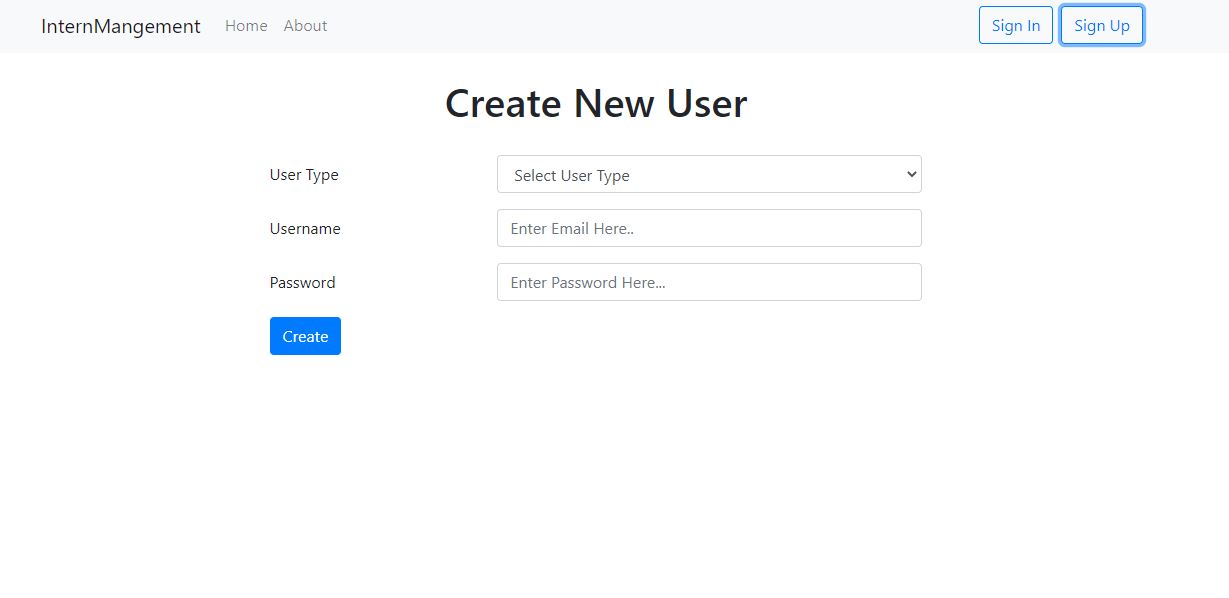 InternMangement Home About Sign In Sign Up
Create New User
User Type Select User Type
Username Enter Email Here..
Password Enter Password Here...
Create